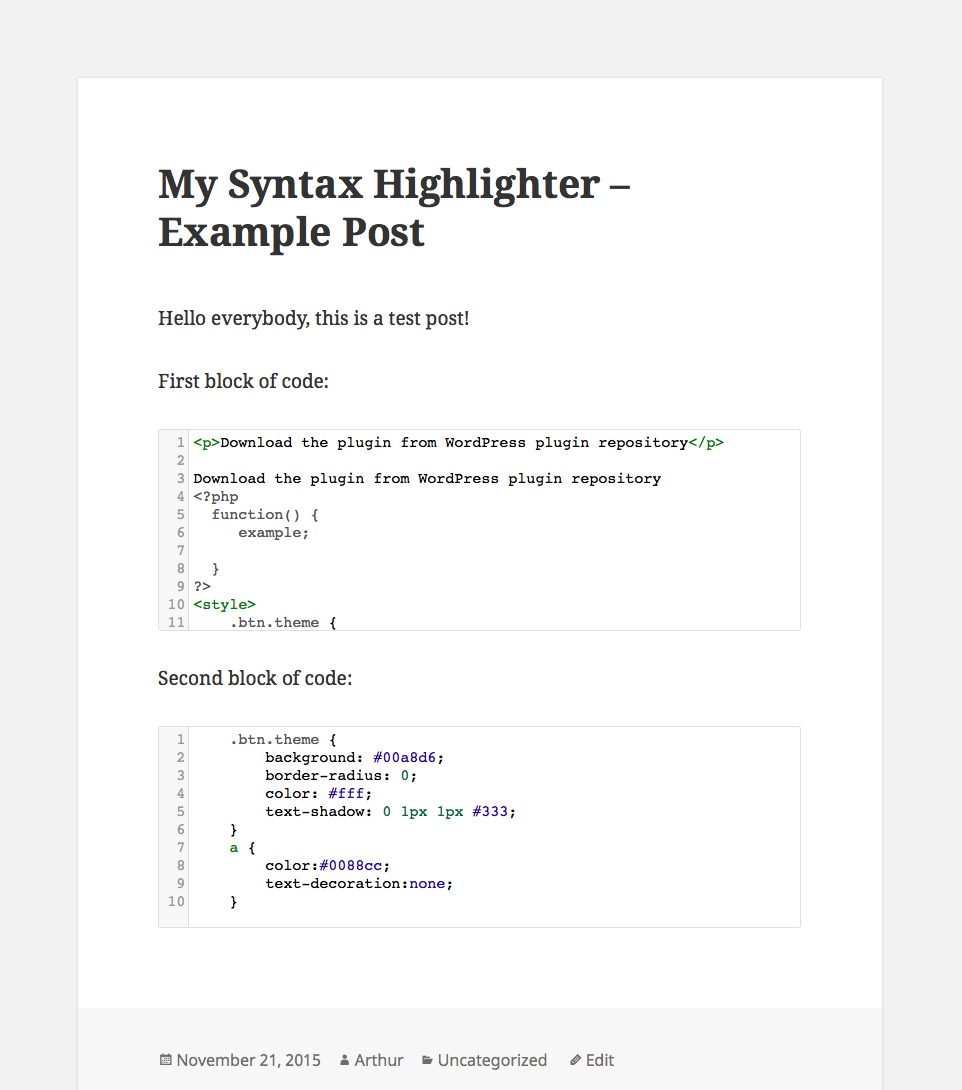 My Syntax Highlighter –
Example Post
Hello everybody, this is a test post!
First block of code:
1 <p>Download the plugin from WordPress plugin repository</p>
2
3 Download the plugin from WordPress plugin repository
4 <?php
5   function() {
6      example;
7
8   }
9 ?>
10 <style>
11     .btn.theme {
Second block of code:
1     .btn.theme {
2         background: #00a8d6;
3         border-radius: 0;
4         color: #fff;
5         text-shadow: 0 1px 1px #333;
6     }
7     a {
8         color:#0088cc;
9         text-decoration:none;
10     }
November 21, 2015 Arthur Uncategorized Edit